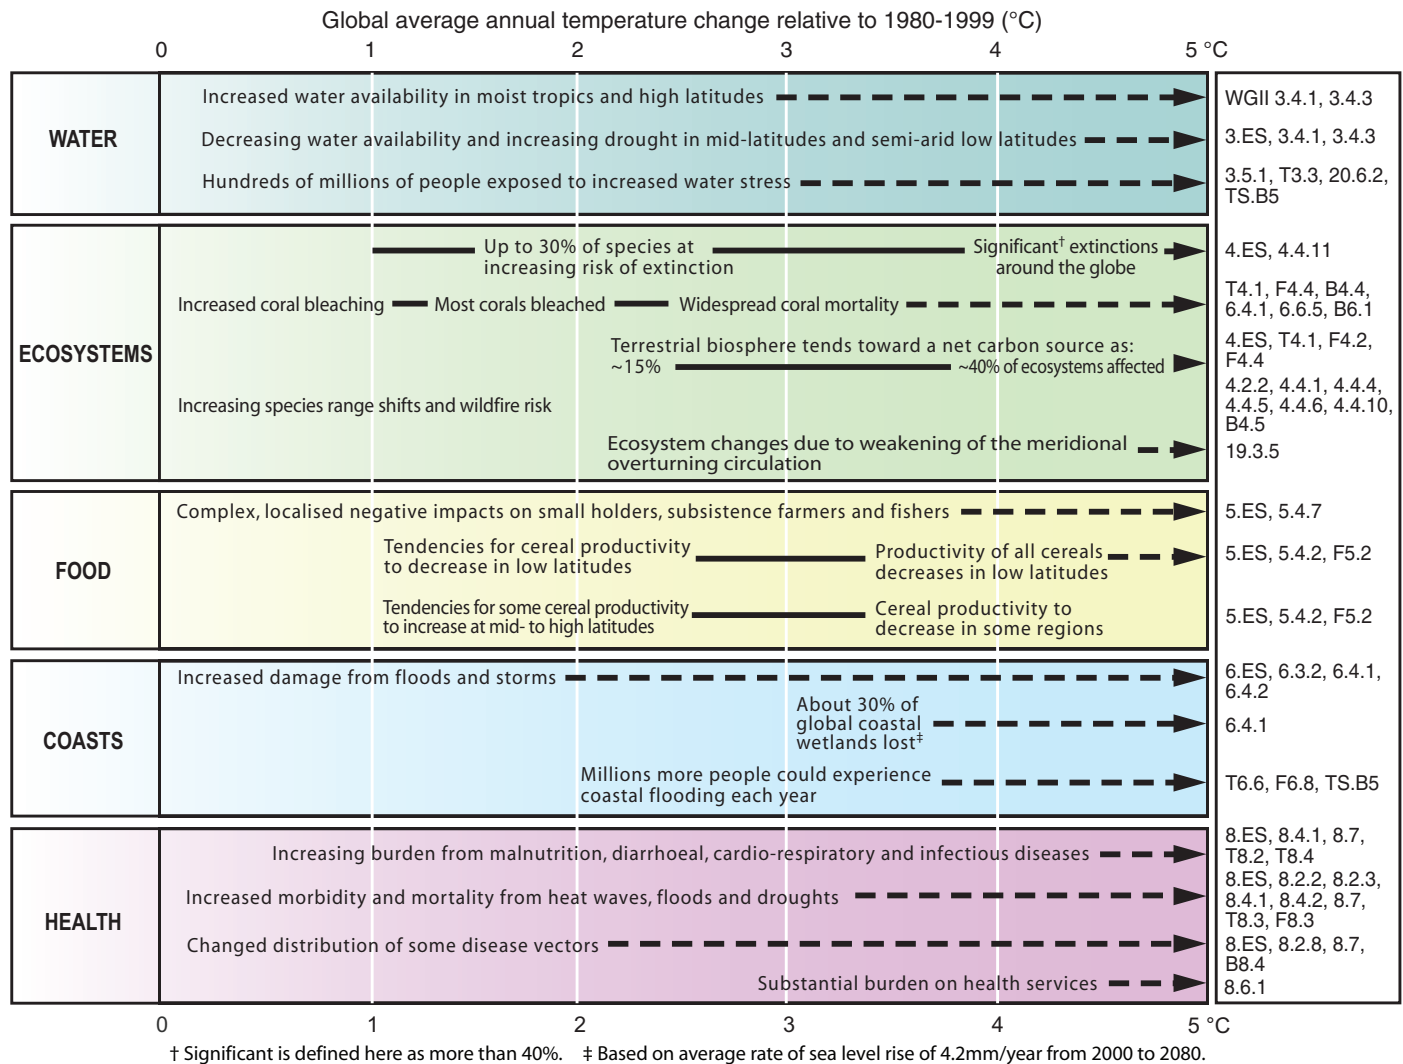 Global average annual temperature change relative to 1980-1999 (°C)
0 1 2 3 4 5 °C
WATER
Increased water availability in moist tropics and high latitudes
WGII 3.4.1, 3.4.3
Decreasing water availability and increasing drought in mid-latitudes and semi-arid low latitudes
3.ES, 3.4.1, 3.4.3
Hundreds of millions of people exposed to increased water stress
3.5.1, T3.3, 20.6.2,
TS.B5
ECOSYSTEMS
Up to 30% of species at
increasing risk of extinction
Significant† extinctions
around the globe
4.ES, 4.4.11
Increased coral bleaching
Most corals bleached
Widespread coral mortality
T4.1, F4.4, B4.4,
6.4.1, 6.6.5, B6.1
Terrestrial biosphere tends toward a net carbon source as:
~15%
~40% of ecosystems affected
4.ES, T4.1, F4.2,
F4.4
Increasing species range shifts and wildfire risk
4.2.2, 4.4.1, 4.4.4,
4.4.5, 4.4.6, 4.4.10,
B4.5
Ecosystem changes due to weakening of the meridional
overturning circulation
19.3.5
FOOD
Complex, localised negative impacts on small holders, subsistence farmers and fishers
5.ES, 5.4.7
Tendencies for cereal productivity
to decrease in low latitudes
Productivity of all cereals
decreases in low latitudes
5.ES, 5.4.2, F5.2
Tendencies for some cereal productivity
to increase at mid- to high latitudes
Cereal productivity to
decrease in some regions
5.ES, 5.4.2, F5.2
COASTS
Increased damage from floods and storms
6.ES, 6.3.2, 6.4.1,
6.4.2
About 30% of
global coastal
wetlands lost‡
6.4.1
Millions more people could experience
coastal flooding each year
T6.6, F6.8, TS.B5
HEALTH
Increasing burden from malnutrition, diarrhoeal, cardio-respiratory and infectious diseases
8.ES, 8.4.1, 8.7,
T8.2, T8.4
Increased morbidity and mortality from heat waves, floods and droughts
8.ES, 8.2.2, 8.2.3,
8.4.1, 8.4.2, 8.7,
T8.3, F8.3
Changed distribution of some disease vectors
8.ES, 8.2.8, 8.7,
B8.4
Substantial burden on health services
8.6.1
0 1 2 3 4 5 °C
† Significant is defined here as more than 40%. ‡ Based on average rate of sea level rise of 4.2mm/year from 2000 to 2080.